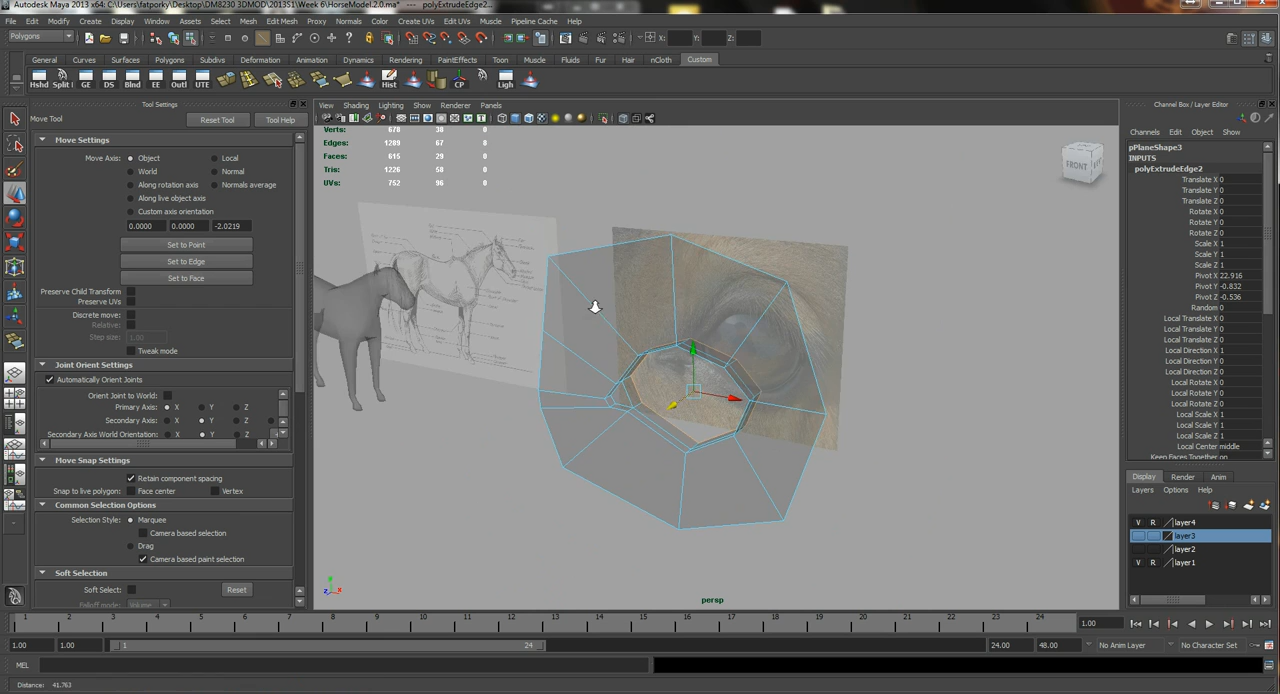 Autodesk Maya 2013 x64: C:\Users\fatporky\Desktop\DM8230 3DMOD\2013S1\Week 6\HorseModel.2.0.ma* --- polyExtrudeEdge2...
File Edit Modify Create Display Window Assets Select Mesh Edit Mesh Proxy Normals Color Create UVs Edit UVs Muscle Pipeline Cache Help
Polygons X: Y: Z:
General Curves Surfaces Polygons Subdivs Deformation Animation Dynamics Rendering PaintEffects Toon Muscle Fluids Fur Hair nCloth Custom
Hshd Split GE DS Blnd EE Outl UTE Hist CP Ligh
Tool Settings
Move Tool Reset Tool Tool Help
Move Settings
Move Axis: Object Local
World Normal
Along rotation axis Normals average
Along live object axis
Custom axis orientation
0.0000 0.0000 -2.0219
Set to Point
Set to Edge
Set to Face
Preserve Child Transform
Preserve UVs
Discrete move:
Relative:
Step size: 1.00
Tweak mode
Joint Orient Settings
Automatically Orient Joints
Orient Joint to World:
Primary Axis: X Y Z
Secondary Axis: X Y Z
Secondary Axis World Orientation: X Y Z
Move Snap Settings
Retain component spacing
Snap to live polygon: Face center Vertex
Common Selection Options
Selection Style: Marquee
Camera based selection
Drag
Camera based paint selection
Soft Selection
Soft Select: Reset
Falloff mode: Volume
View Shading Lighting Show Renderer Panels
Verts: 670 38 0
Edges: 1289 67 0
Faces: 615 29 0
Tris: 1226 58 0
UVs: 752 96 0
FRONT
persp
Channel Box / Layer Editor
Channels Edit Object Show
pPlaneShape3
INPUTS
polyExtrudeEdge2
Translate X 0
Translate Y 0
Translate Z 0
Rotate X 0
Rotate Y 0
Rotate Z 0
Scale X 1
Scale Y 1
Scale Z 1
Pivot X 22.916
Pivot Y -0.832
Pivot Z -0.536
Random 0
Local Translate X 0
Local Translate Y 0
Local Translate Z 0
Local Direction X 1
Local Direction Y 0
Local Direction Z 0
Local Rotate X 0
Local Rotate Y 0
Local Rotate Z 0
Local Scale X 1
Local Scale Y 1
Local Scale Z 1
Local Center middle
Keep Faces Together on
Display Render Anim
Layers Options Help
V R layer4
layer3
layer2
V R layer1
1 2 3 4 5 6 7 8 9 10 11 12 13 14 15 16 17 18 19 20 21 22 23 24 1.00
1.00 1.00 1 24 24.00 48.00 No Anim Layer No Character Set
MEL
Distance: 41.763